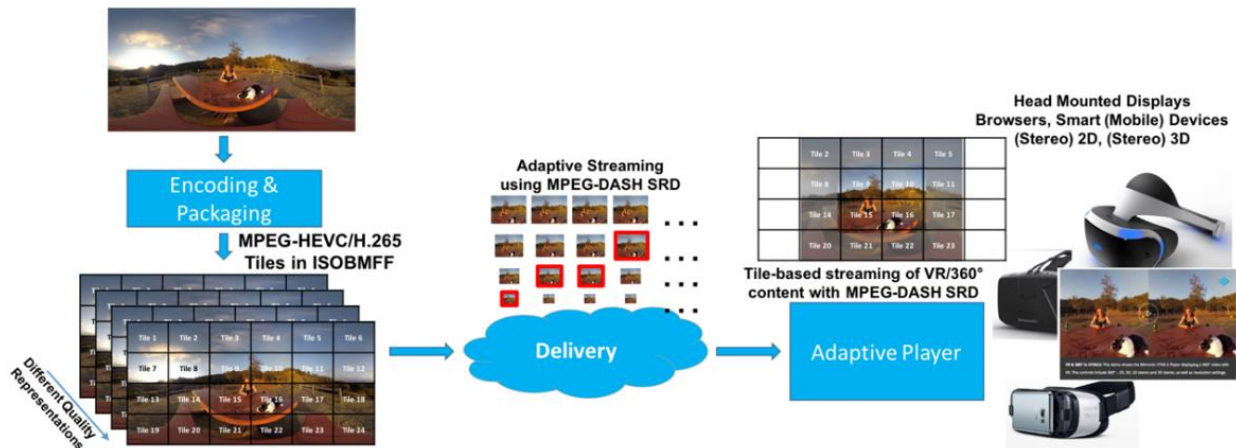 Encoding &
Packaging
MPEG-HEVC/H.265
Tiles in ISOBMFF
Tile 1 Tile 2 Tile 3 Tile 4 Tile 5 Tile 6
Tile 7 Tile 8 Tile 9 Tile 10 Tile 11 Tile 12
Tile 13 Tile 14 Tile 15 Tile 16 Tile 17 Tile 18
Tile 19 Tile 20 Tile 21 Tile 22 Tile 23 Tile 24
Different Quality
Representations
Adaptive Streaming
using MPEG-DASH SRD
Delivery
Tile 2 Tile 3 Tile 4 Tile 5
Tile 8 Tile 9 Tile 10 Tile 11
Tile 14 Tile 15 Tile 16 Tile 17
Tile 20 Tile 21 Tile 22 Tile 23
Tile-based streaming of VR/360°
content with MPEG-DASH SRD
Adaptive Player
Head Mounted Displays
Browsers, Smart (Mobile) Devices
(Stereo) 2D, (Stereo) 3D